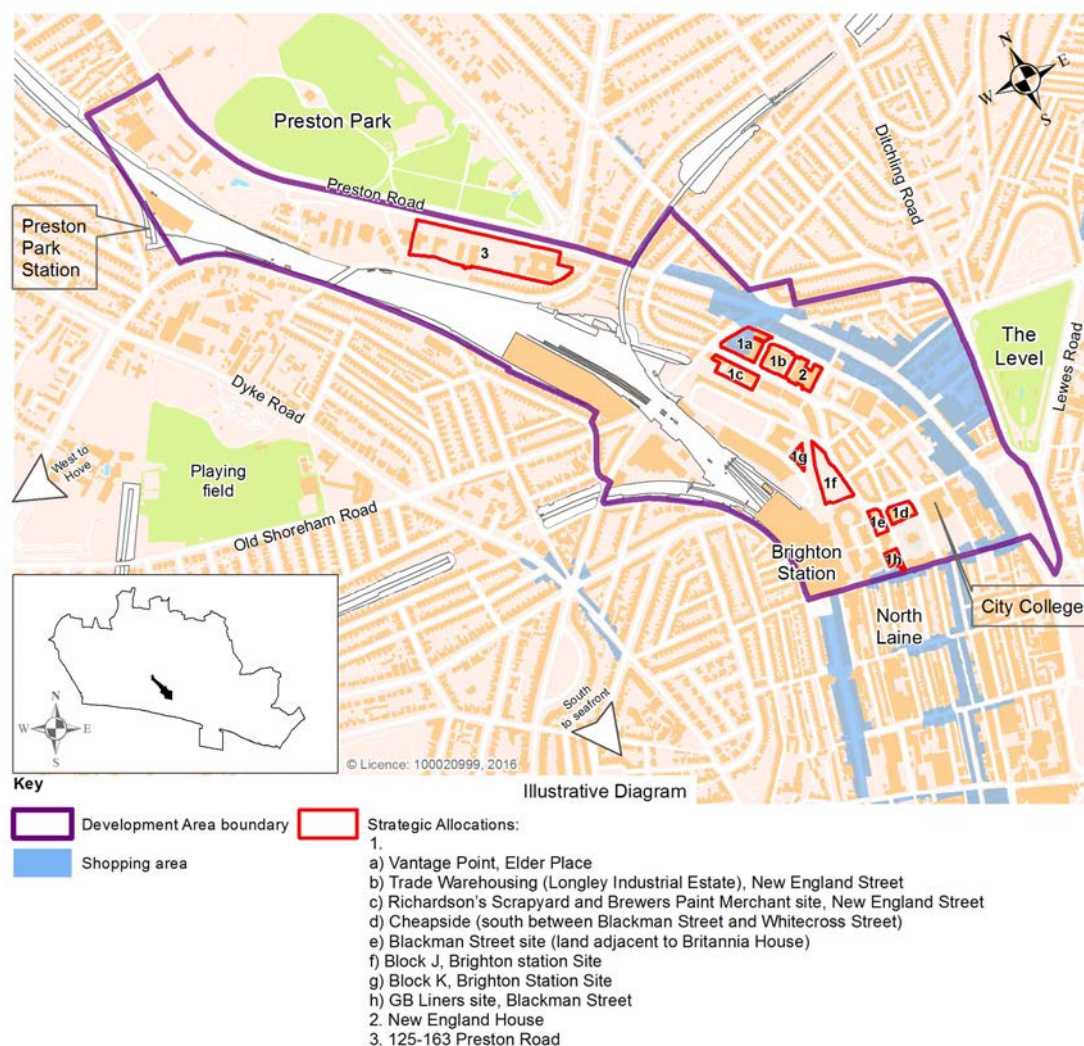 N
E
W
S
Preston Park
Ditchling Road
Preston Road
Preston
Park
Station
3
The
Level
Lewes Road
1a
1b
2
1c
Dyke Road
West to
Hove
Playing
field
1g
1f
Old Shoreham Road
1d
1e
1h
Brighton
Station
City College
North
Laine
South
to seafront
N
W
E
S
© Licence: 100020999, 2016.
Key
Illustrative Diagram
Development Area boundary
Shopping area
Strategic Allocations:
1.
a) Vantage Point, Elder Place
b) Trade Warehousing (Longley Industrial Estate), New England Street
c) Richardson's Scrapyard and Brewers Paint Merchant site, New England Street
d) Cheapside (south between Blackman Street and Whitecross Street)
e) Blackman Street site (land adjacent to Britannia House)
f) Block J, Brighton station Site
g) Block K, Brighton Station Site
h) GB Liners site, Blackman Street
2. New England House
3. 125-163 Preston Road